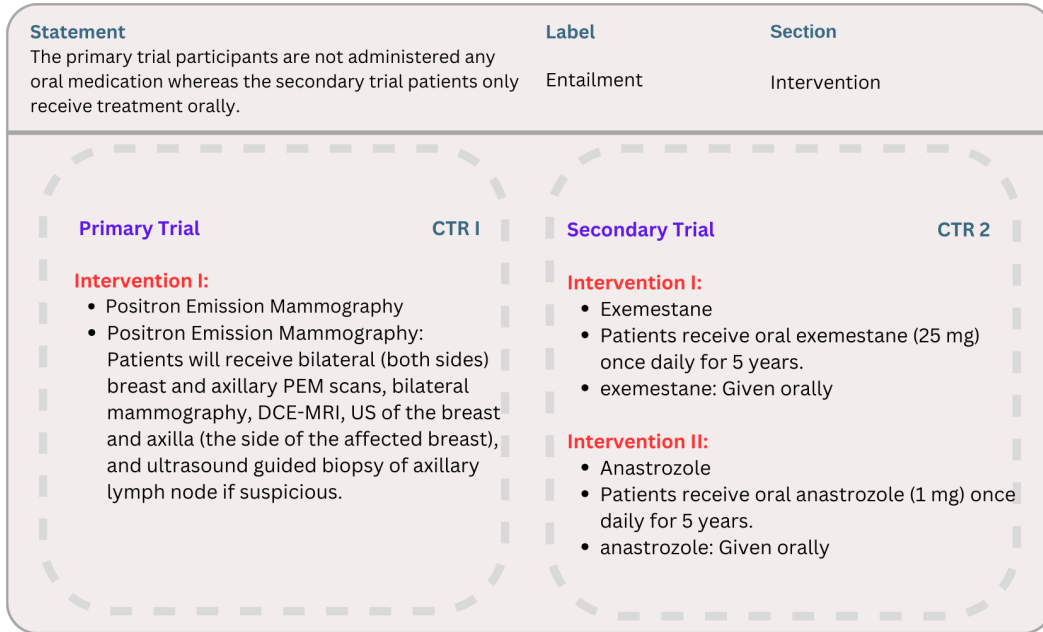 Statement
The primary trial participants are not administered any
oral medication whereas the secondary trial patients only
receive treatment orally.
Label
Entailment
Section
Intervention
Primary Trial
CTR I
Intervention I:
• Positron Emission Mammography
• Positron Emission Mammography:
Patients will receive bilateral (both sides)
breast and axillary PEM scans, bilateral
mammography, DCE-MRI, US of the breast
and axilla (the side of the affected breast),
and ultrasound guided biopsy of axillary
lymph node if suspicious.
Secondary Trial
CTR 2
Intervention I:
• Exemestane
• Patients receive oral exemestane (25 mg)
once daily for 5 years.
• exemestane: Given orally
Intervention II:
• Anastrozole
• Patients receive oral anastrozole (1 mg) once
daily for 5 years.
• anastrozole: Given orally